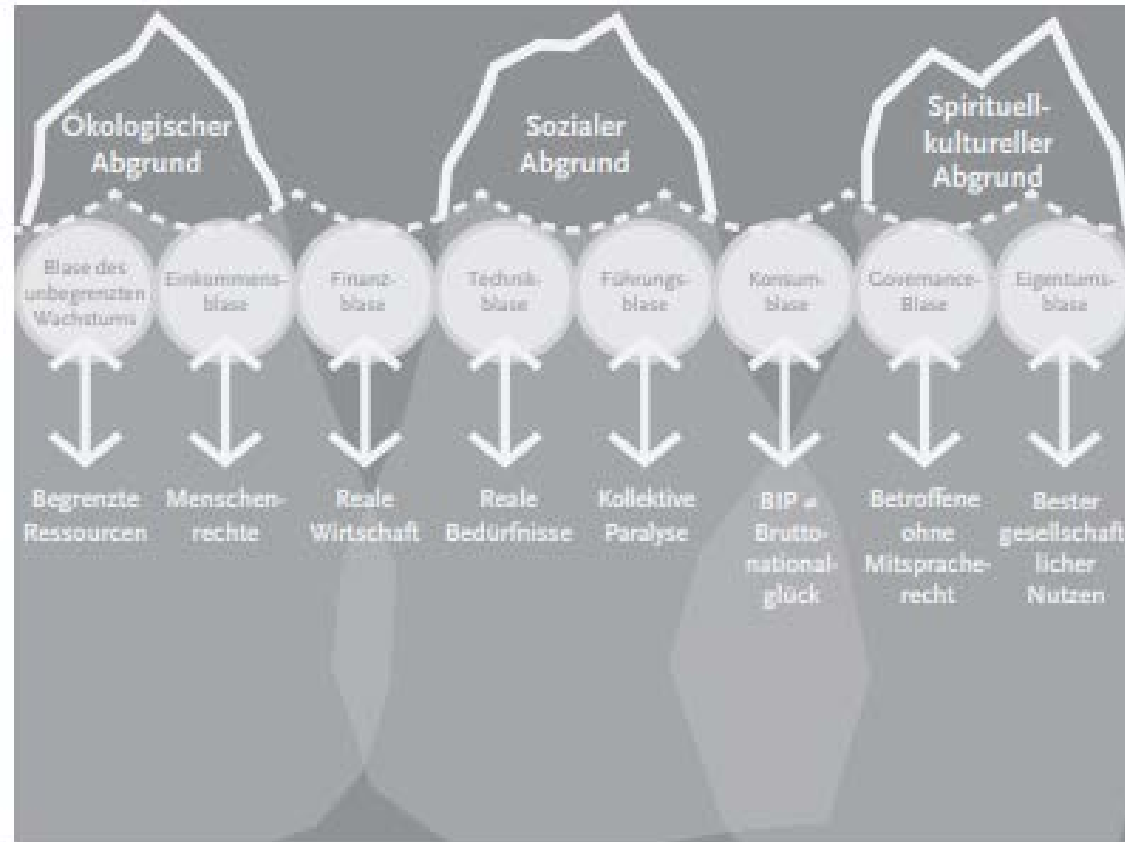 Ökologischer
Abgrund
Sozialer
Abgrund
Spirituell-
kultureller
Abgrund
Blase des
unbegrenzten
Wachstums
Einkommens-
blase
Finanz-
blase
Technik-
blase
Führungs-
blase
Konsum-
blase
Governance-
Blase
Eigentums-
blase
Begrenzte
Ressourcen
Menschen-
rechte
Reale
Wirtschaft
Reale
Bedürfnisse
Kollektive
Paralyse
BIP ≠
Brutto-
national-
glück
Betroffene
ohne
Mitsprache-
recht
Bester
gesellschaft
licher
Nutzen